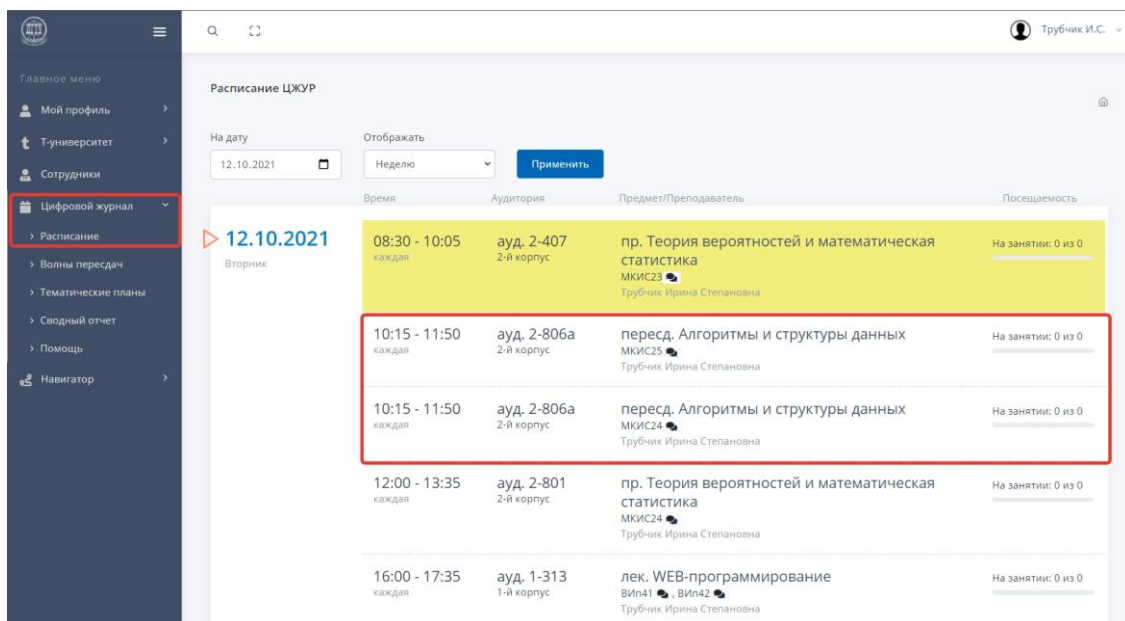 Трубчик И.С.
Главное меню
Мой профиль
Т-университет
Сотрудники
Цифровой журнал
Расписание
Волны пересдач
Тематические планы
Сводный отчет
Помощь
Навигатор
Расписание ЦЖУР
На дату Отображать
12.10.2021 Неделю Применить
Время Аудитория Предмет/Преподаватель Посещаемость
12.10.2021
Вторник
08:30 - 10:05 ауд. 2-407 пр. Теория вероятностей и математическая На занятии: 0 из 0
каждая 2-й корпус статистика
МКИС23
Трубчик Ирина Степановна
10:15 - 11:50 ауд. 2-806а пересд. Алгоритмы и структуры данных На занятии: 0 из 0
каждая 2-й корпус МКИС25
Трубчик Ирина Степановна
10:15 - 11:50 ауд. 2-806а пересд. Алгоритмы и структуры данных На занятии: 0 из 0
каждая 2-й корпус МКИС24
Трубчик Ирина Степановна
12:00 - 13:35 ауд. 2-801 пр. Теория вероятностей и математическая На занятии: 0 из 0
каждая 2-й корпус статистика
МКИС24
Трубчик Ирина Степановна
16:00 - 17:35 ауд. 1-313 лек. WEB-программирование На занятии: 0 из 0
каждая 1-й корпус ВИп41 , ВИп42
Трубчик Ирина Степановна